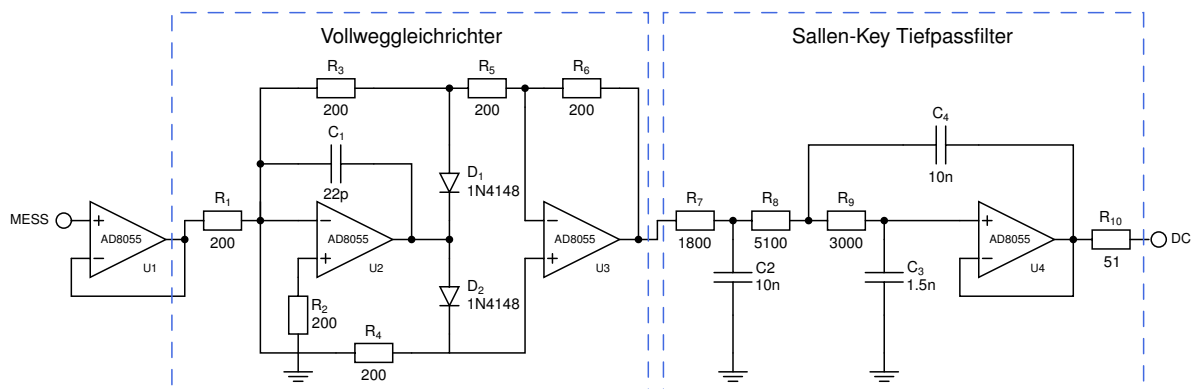 Vollweggleichrichter
Sallen-Key Tiefpassfilter
R3
200
R5
200
R6
200
C1
22p
D1
1N4148
C4
10n
MESS
+
−
AD8055
U1
R1
200
−
+
AD8055
U2
R2
200
D2
1N4148
R4
200
−
+
AD8055
U3
R7
1800
R8
5100
R9
3000
C2
10n
C3
1.5n
+
−
AD8055
U4
R10
51
DC